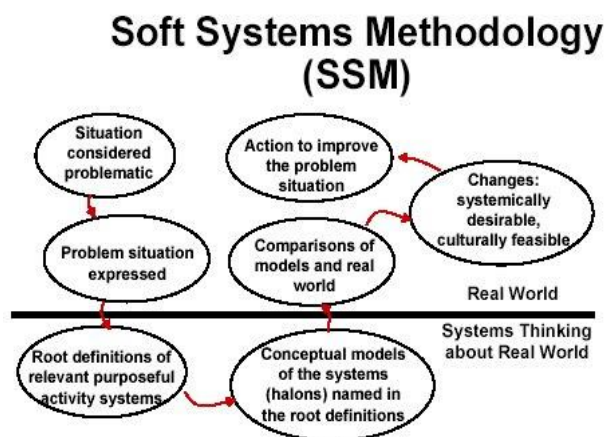 Soft Systems Methodology
(SSM)
Situation
considered
problematic
Problem situation
expressed
Root definitions of
relevant purposeful
activity systems
Conceptual models
of the systems
(halons) named in
the root definitions
Comparisons of
models and real
world
Changes:
systemically
desirable,
culturally feasible
Action to improve
the problem
situation
Real World
Systems Thinking
about Real World